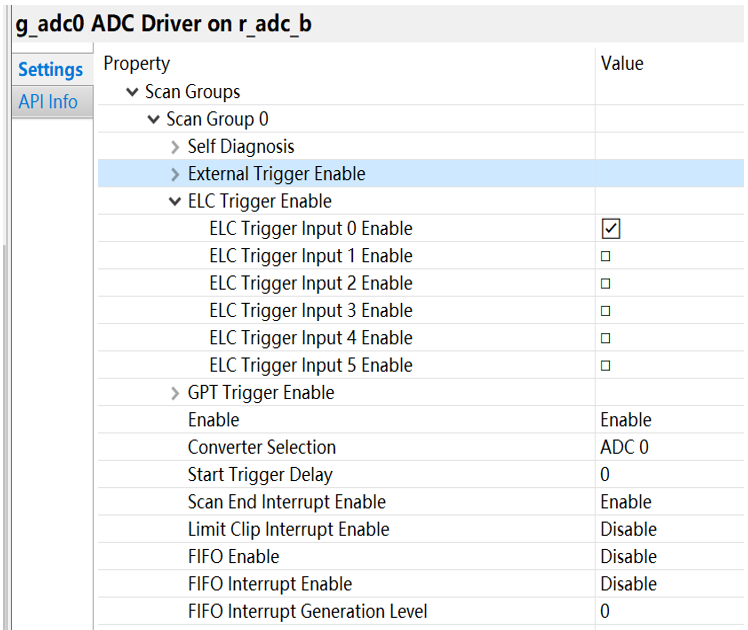 g_adc0 ADC Driver on r_adc_b
Settings
API Info
Property Value
Scan Groups
Scan Group 0
Self Diagnosis
External Trigger Enable
ELC Trigger Enable
ELC Trigger Input 0 Enable
ELC Trigger Input 1 Enable
ELC Trigger Input 2 Enable
ELC Trigger Input 3 Enable
ELC Trigger Input 4 Enable
ELC Trigger Input 5 Enable
GPT Trigger Enable
Enable Enable
Converter Selection ADC 0
Start Trigger Delay 0
Scan End Interrupt Enable Enable
Limit Clip Interrupt Enable Disable
FIFO Enable Disable
FIFO Interrupt Enable Disable
FIFO Interrupt Generation Level 0